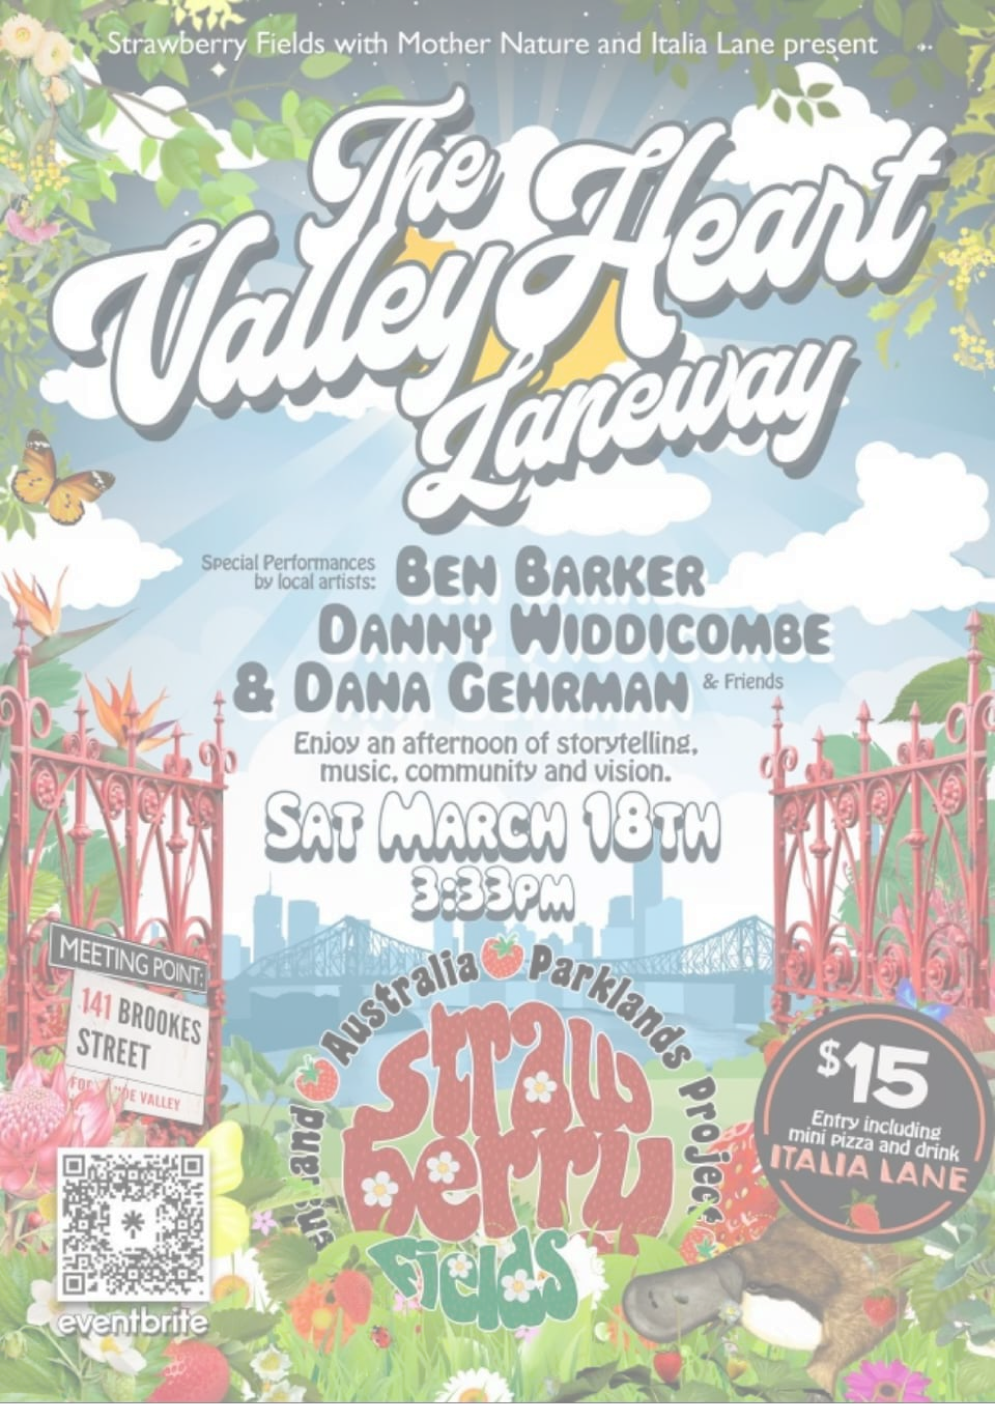 Strawberry Fields with Mother Nature and Italia Lane present
The
Valley Heart
Laneway
Special Performances
by local artists:
BEN BARKER
DANNY WIDDICOMBE
& DANA GEHRMAN & Friends
Enjoy an afternoon of storytelling,
music, community and vision.
SAT MARCH 18TH
3:33PM
MEETING POINT:
141 BROOKES
STREET
VALLEY
Australia Parklands Project
Straw
berry
Fields
$15
Entry including
mini pizza and drink
ITALIA LANE
eventbrite